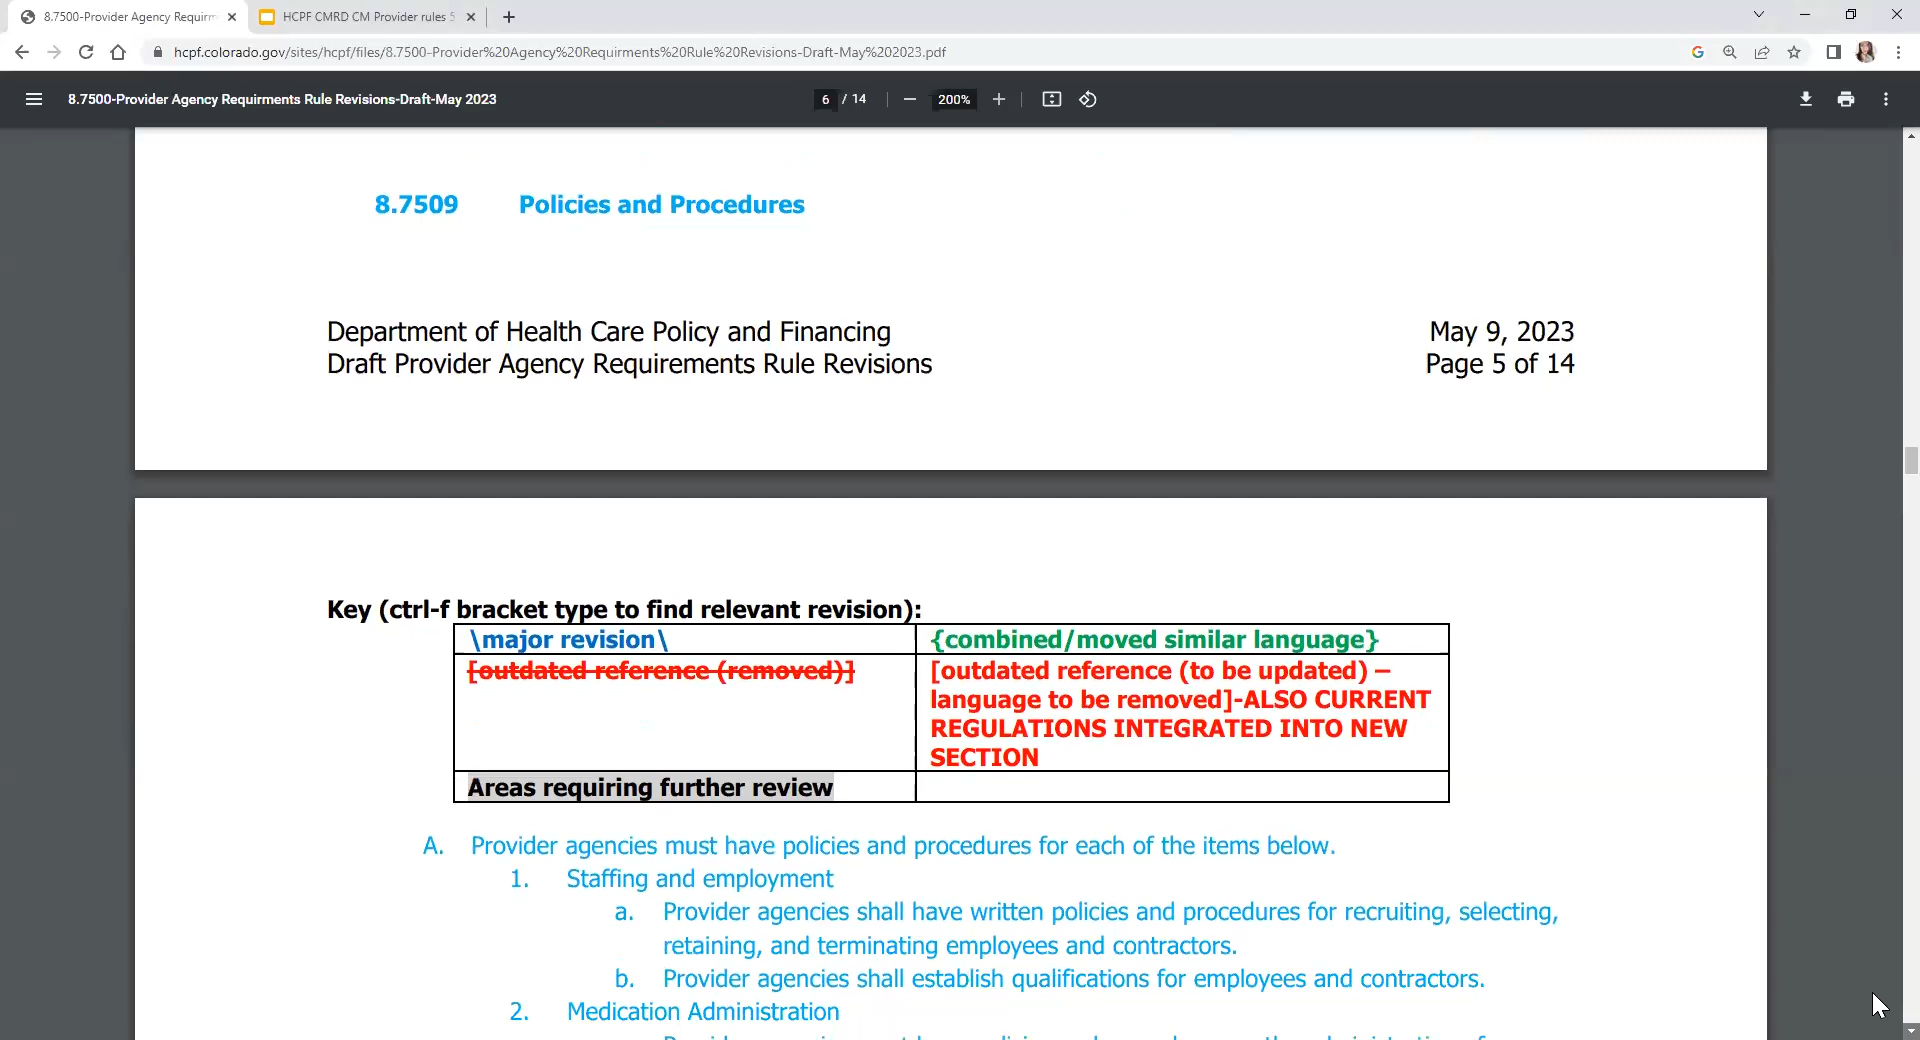 8.7500-Provider Agency Requirm
HCPF CMRD CM Provider rules 5
hcpf.colorado.gov/sites/hcpf/files/8.7500-Provider%20Agency%20Requirments%20Rule%20Revisions-Draft-May%202023.pdf
8.7500-Provider Agency Requirments Rule Revisions-Draft-May 2023
6 / 14
200%
8.7509 Policies and Procedures
Department of Health Care Policy and Financing May 9, 2023
Draft Provider Agency Requirements Rule Revisions Page 5 of 14
Key (ctrl-f bracket type to find relevant revision):
\major revision\ {combined/moved similar language}
[outdated reference (removed)] [outdated reference (to be updated) –
language to be removed]-ALSO CURRENT
REGULATIONS INTEGRATED INTO NEW
SECTION
Areas requiring further review
A. Provider agencies must have policies and procedures for each of the items below.
1. Staffing and employment
a. Provider agencies shall have written policies and procedures for recruiting, selecting,
retaining, and terminating employees and contractors.
b. Provider agencies shall establish qualifications for employees and contractors.
2. Medication Administration